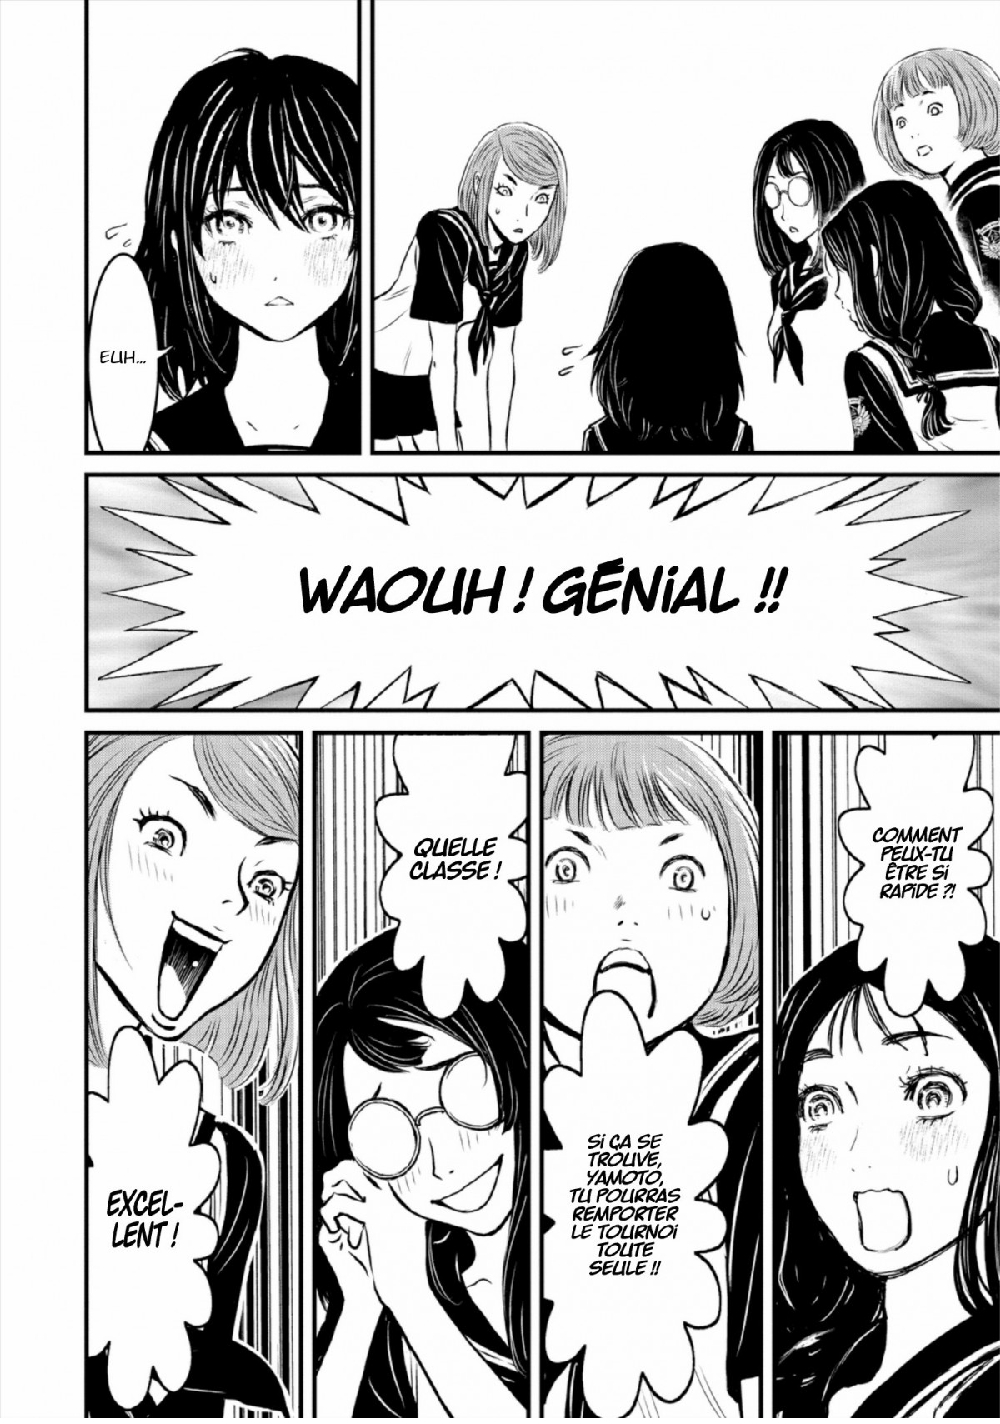 EUH...
WAOUH ! GÉNIAL !!
COMMENT
PEUX-TU
ÊTRE SI
RAPIDE ?!
SI ÇA SE
TROUVE,
YAMOTO,
TU POURRAS
REMPORTER
LE TOURNOI
TOUTE
SEULE !!
QUELLE
CLASSE !
EXCEL-
LENT !